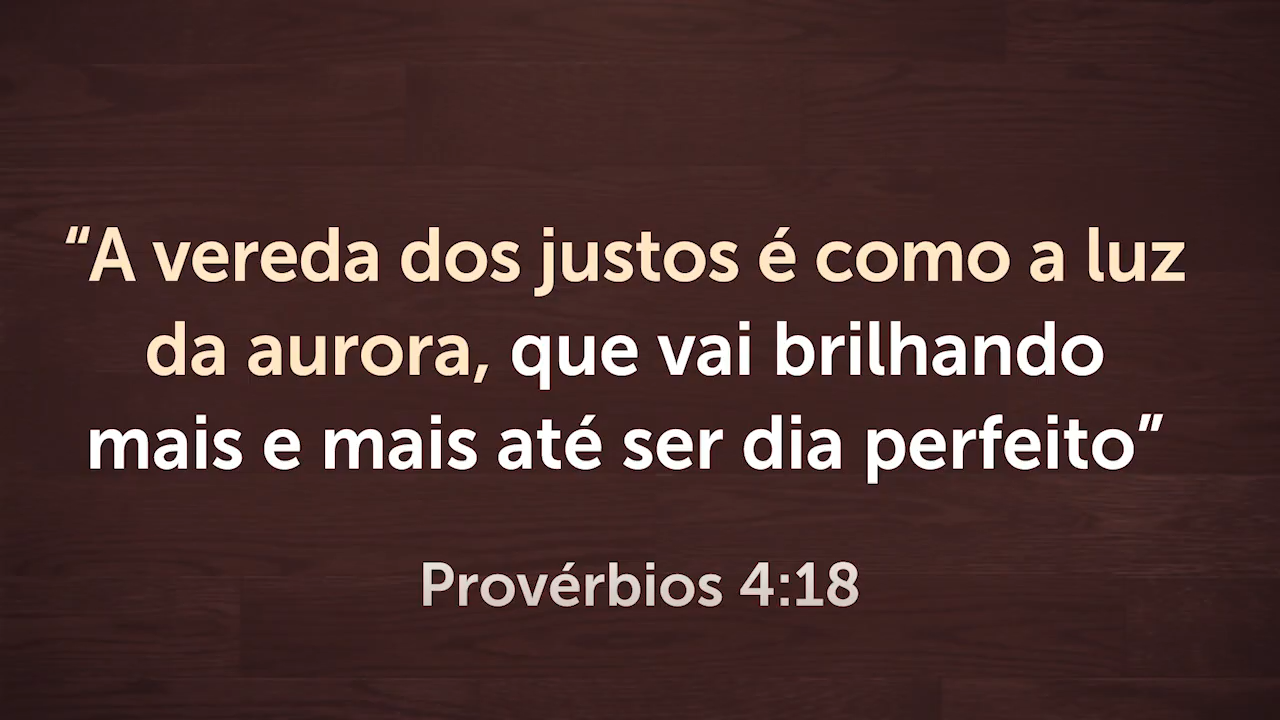 “A vereda dos justos é como a luz
da aurora, que vai brilhando
mais e mais até ser dia perfeito”
Provérbios 4:18